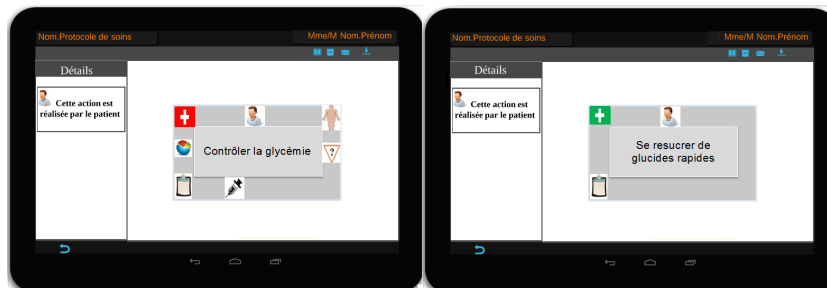 Nom.Protocole de soins
Mme/M Nom.Prénom
Détails
Cette action est
réalisée par le patient
Contrôler la glycémie
?
Nom.Protocole de soins
Mme/M Nom.Prénom
Détails
Cette action est
réalisée par le patient
Se resucrer de
glucides rapides